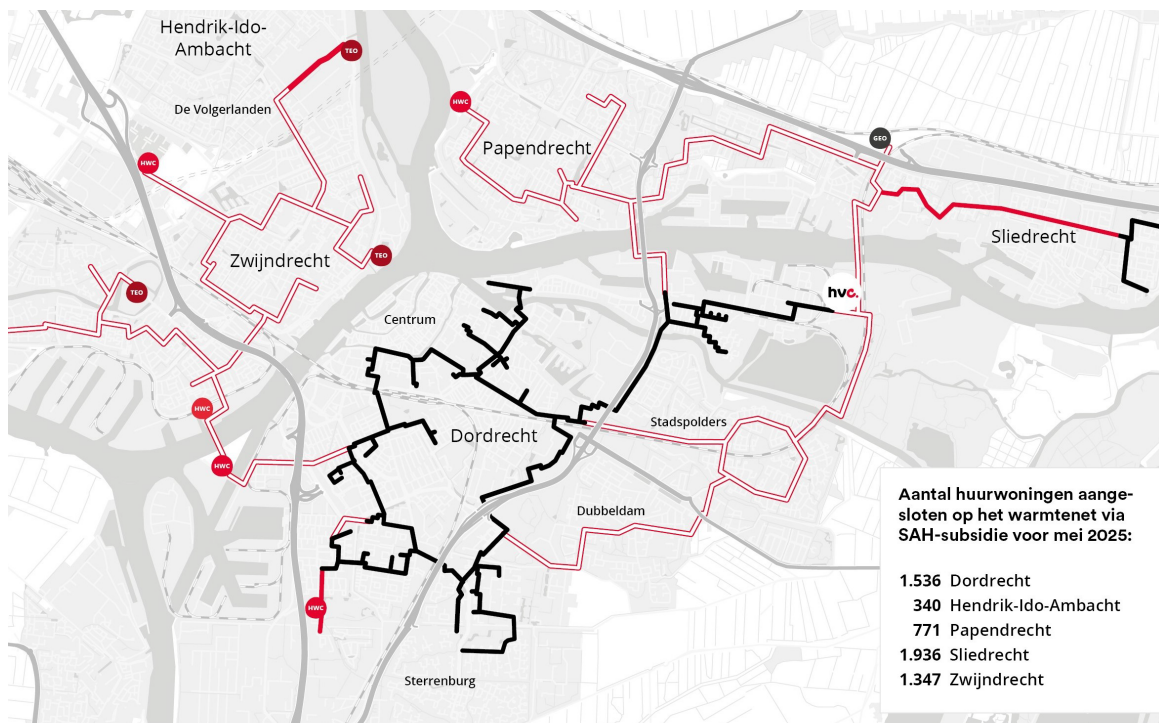 Hendrik-Ido-
Ambacht
TEO
De Volgerlanden
HWC
Papendrecht
GEO
HWC
Sliedrecht
Zwijndrecht
TEO
TEO
hvc.
Centrum
HWC
Stadspolders
Dordrecht
HWC
Dubbeldam
HWC
Sterrenburg
Aantal huurwoningen aange-
sloten op het warmtenet via
SAH-subsidie voor mei 2025:
1.536 Dordrecht
340 Hendrik-Ido-Ambacht
771 Papendrecht
1.936 Sliedrecht
1.347 Zwijndrecht